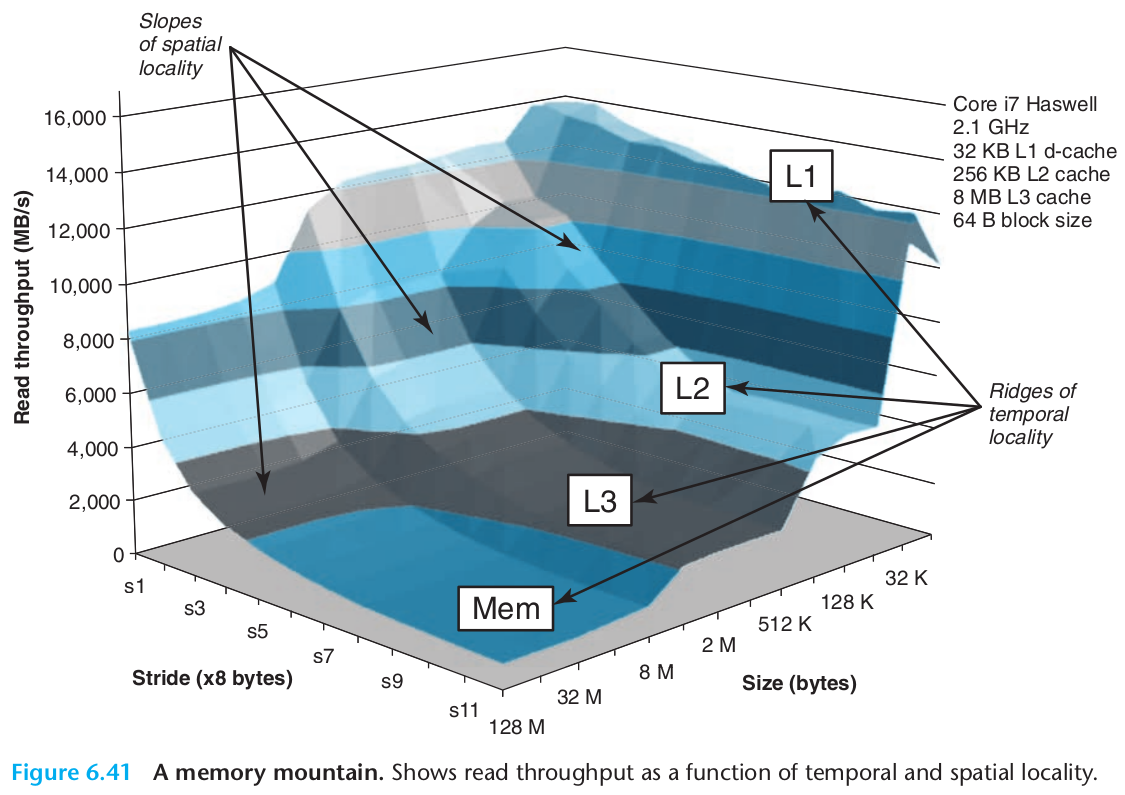 Slopes
of spatial
locality
16,000
14,000
12,000
10,000
8,000
6,000
4,000
2,000
0
Read throughput (MB/s)
Core i7 Haswell
2.1 GHz
32 KB L1 d-cache
256 KB L2 cache
8 MB L3 cache
64 B block size
L1
L2
L3
Mem
Ridges of
temporal
locality
s1
s3
s5
s7
s9
s11
Stride (x8 bytes)
128 M
32 M
8 M
2 M
512 K
128 K
32 K
Size (bytes)
Figure 6.41 A memory mountain. Shows read throughput as a function of temporal and spatial locality.